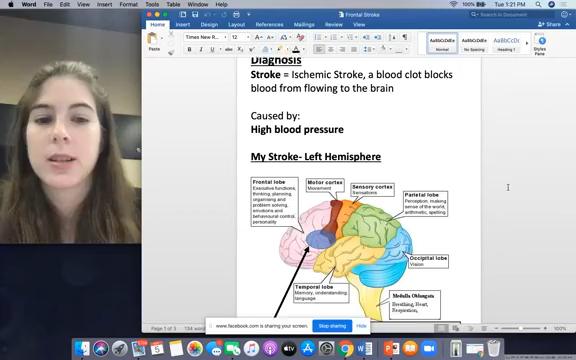 Word File Edit View Insert Format Tools Table Window Help
100% Tue 5:21 PM
Frontal Stroke
Search in Document
Home Insert Design Layout References Mailings Review
Share
Paste
Times New R...
12
AaBbCcDdEe
AaBbCcDdEe
AaBbCcDc
Normal
No Spacing
Heading 1
Styles
Pane
Diagnosis
Stroke = Ischemic Stroke, a blood clot blocks
blood from flowing to the brain
Caused by:
High blood pressure
My Stroke- Left Hemisphere
Frontal lobe
Executive functions,
thinking, planning,
organising and
problem solving,
emotions and
behavioural control,
personality
Motor cortex
Movement
Sensory cortex
Sensations
Parietal lobe
Perception, making
sense of the world,
arithmetic, spelling
Occipital lobe
Vision
Temporal lobe
Memory, understanding,
language
Medulla Oblongata
Breathing, Heart,
Respiration,
www.facebook.com is sharing your screen.
Stop sharing
Hide
Page 1 of 3
100%